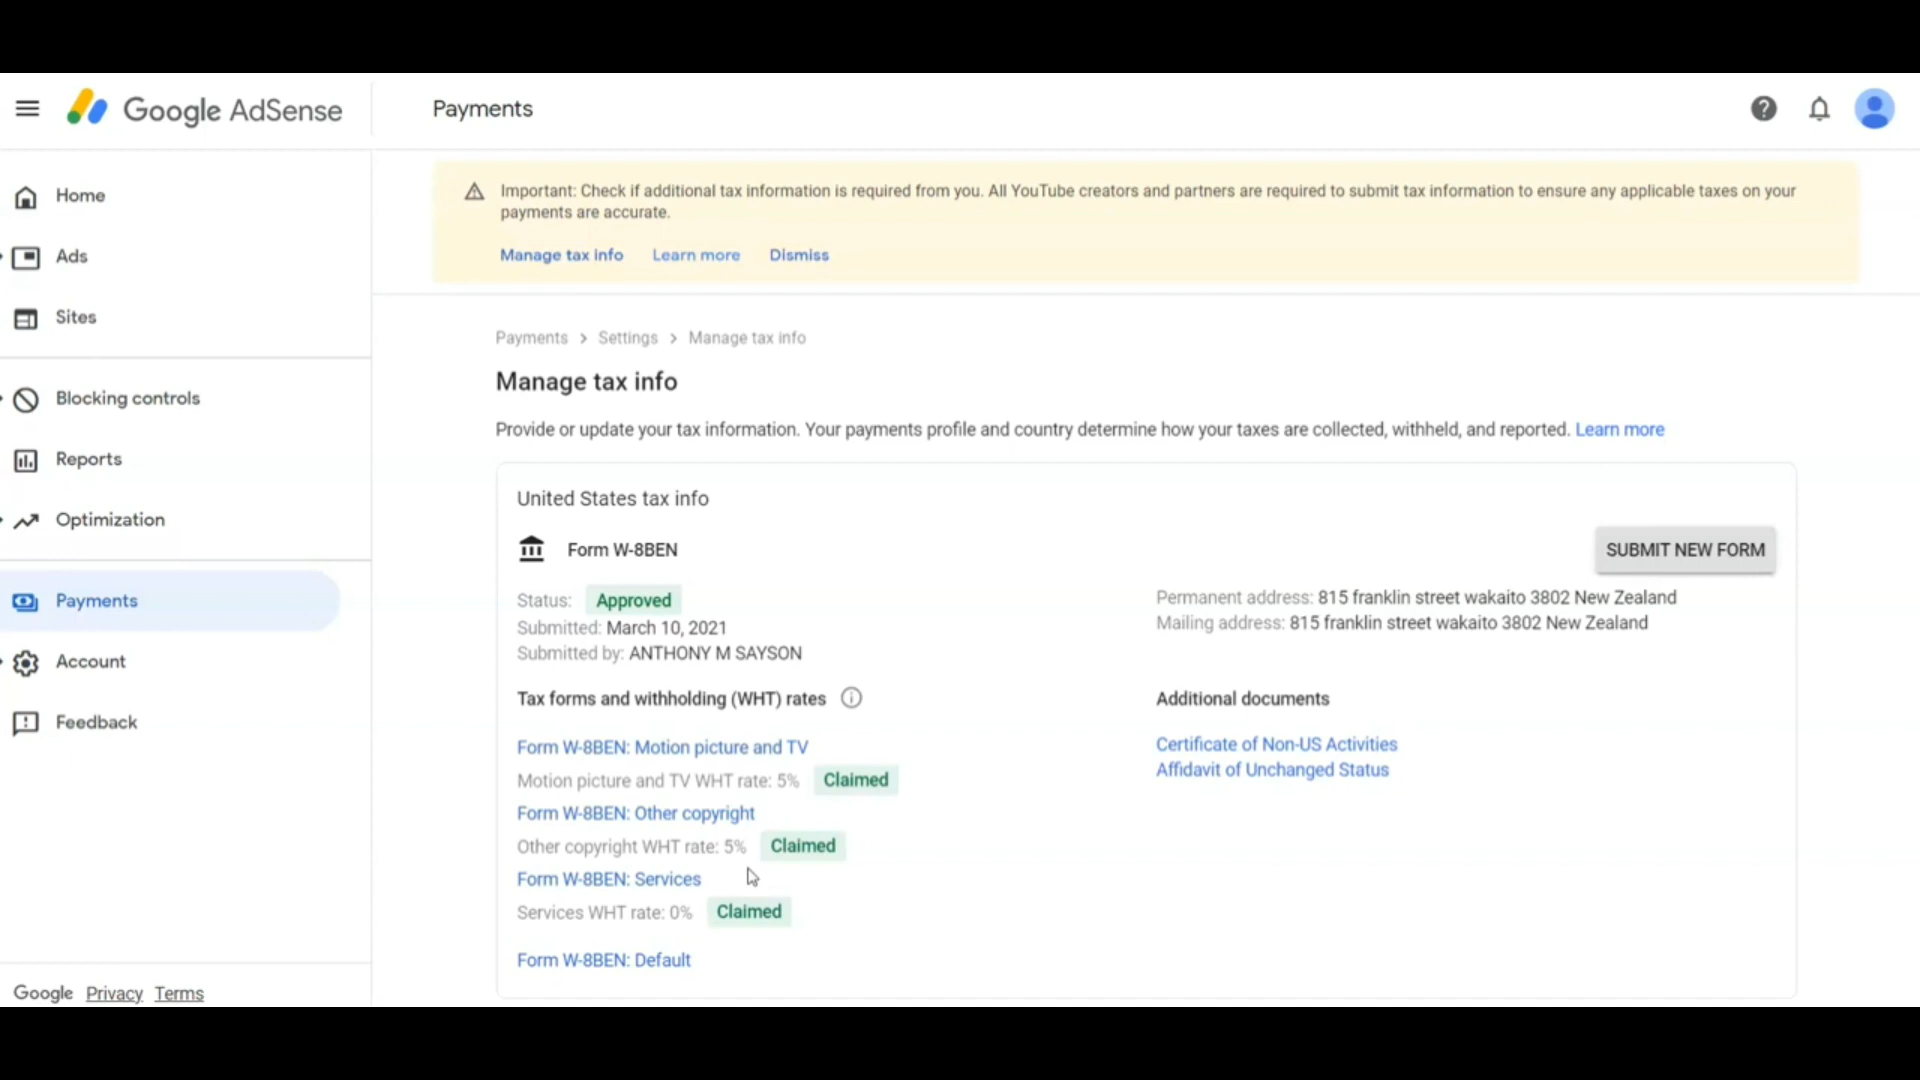 Google AdSense
Payments
Home
Ads
Sites
Blocking controls
Reports
Optimization
Payments
Account
Feedback
Google Privacy Terms
Important: Check if additional tax information is required from you. All YouTube creators and partners are required to submit tax information to ensure any applicable taxes on your
payments are accurate.
Manage tax info Learn more Dismiss
Payments > Settings > Manage tax info
Manage tax info
Provide or update your tax information. Your payments profile and country determine how your taxes are collected, withheld, and reported. Learn more
United States tax info
Form W-8BEN
SUBMIT NEW FORM
Status: Approved
Submitted: March 10, 2021
Submitted by: ANTHONY M SAYSON
Permanent address: 815 franklin street wakaito 3802 New Zealand
Mailing address: 815 franklin street wakaito 3802 New Zealand
Tax forms and withholding (WHT) rates
Form W-8BEN: Motion picture and TV
Motion picture and TV WHT rate: 5% Claimed
Form W-8BEN: Other copyright
Other copyright WHT rate: 5% Claimed
Form W-8BEN: Services
Services WHT rate: 0% Claimed
Form W-8BEN: Default
Additional documents
Certificate of Non-US Activities
Affidavit of Unchanged Status